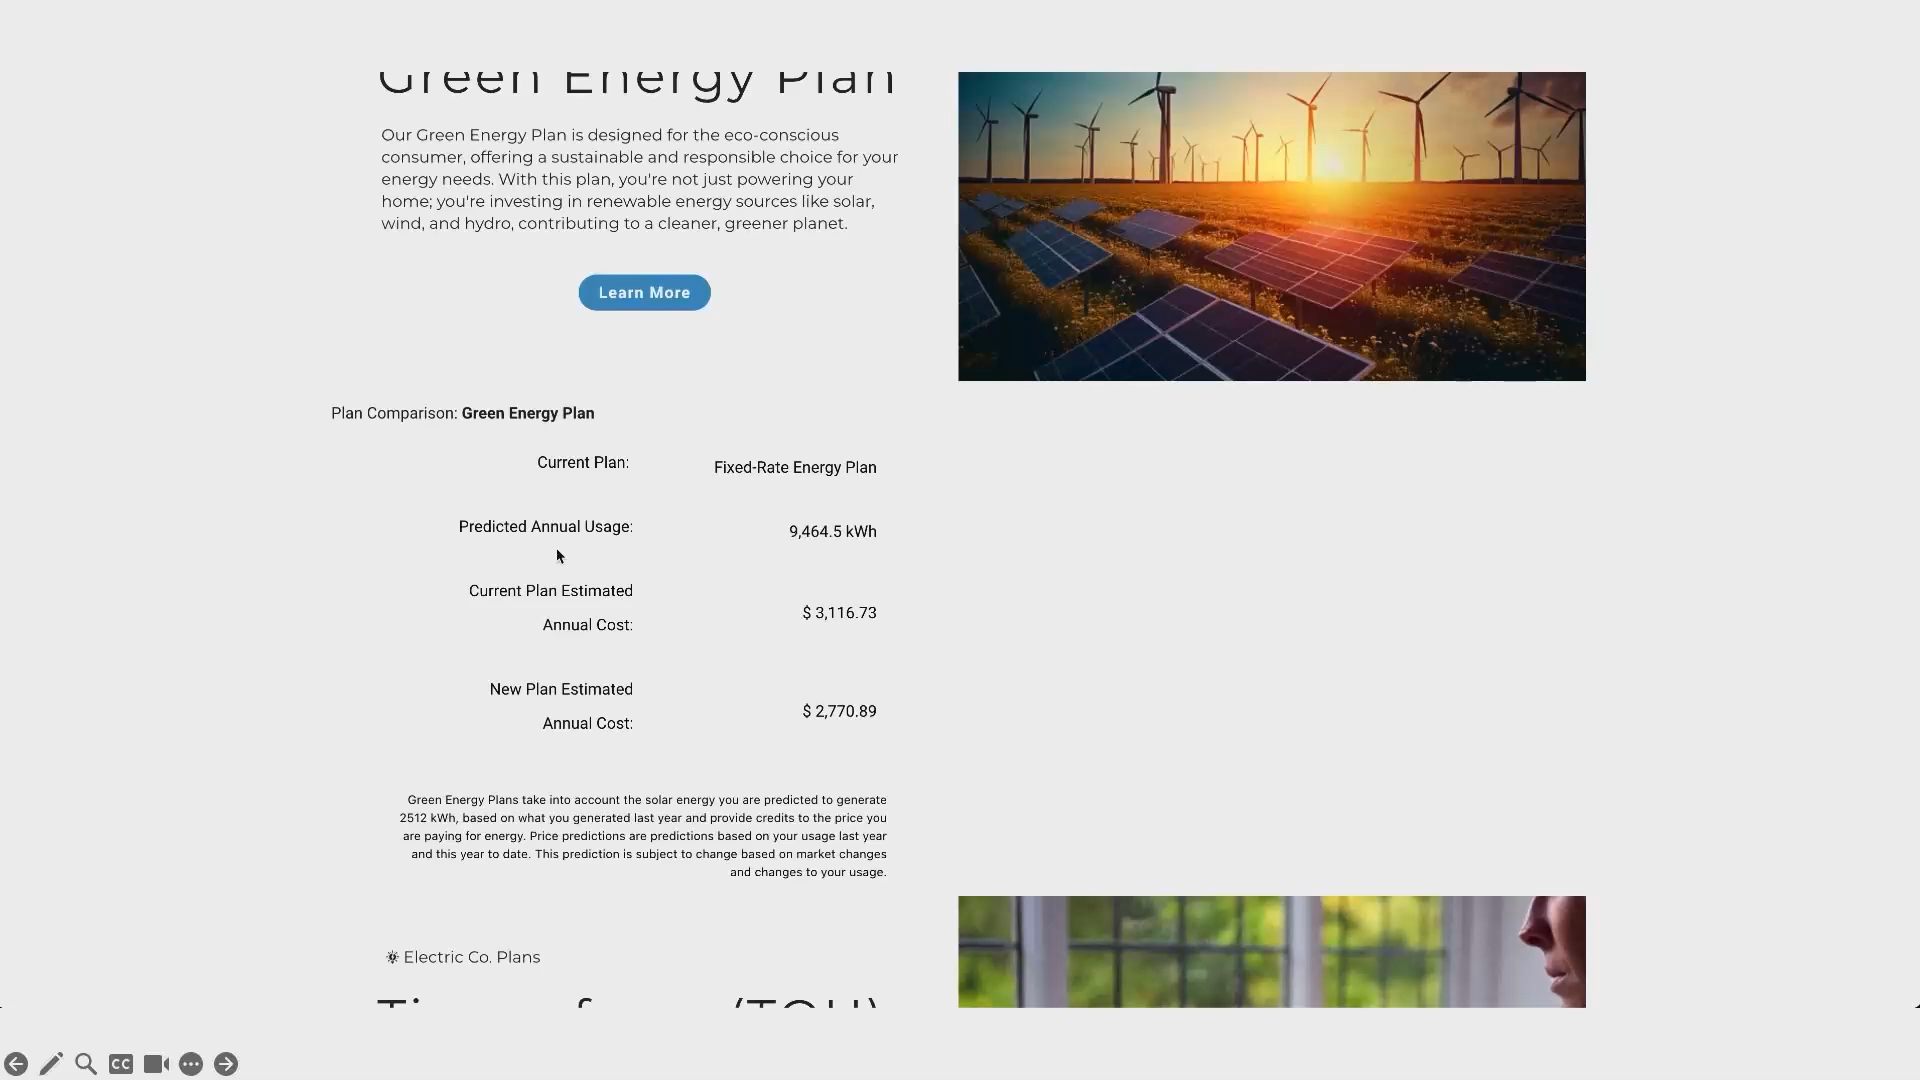 Green Energy Plan
Our Green Energy Plan is designed for the eco-conscious
consumer, offering a sustainable and responsible choice for your
energy needs. With this plan, you're not just powering your
home; you're investing in renewable energy sources like solar,
wind, and hydro, contributing to a cleaner, greener planet.
Learn More
Plan Comparison: Green Energy Plan
Current Plan:
Fixed-Rate Energy Plan
Predicted Annual Usage:
9,464.5 kWh
Current Plan Estimated
Annual Cost:
$ 3,116.73
New Plan Estimated
Annual Cost:
$ 2,770.89
Green Energy Plans take into account the solar energy you are predicted to generate
2512 kWh, based on what you generated last year and provide credits to the price you
are paying for energy. Price predictions are predictions based on your usage last year
and this year to date. This prediction is subject to change based on market changes
and changes to your usage.
Electric Co. Plans
CC